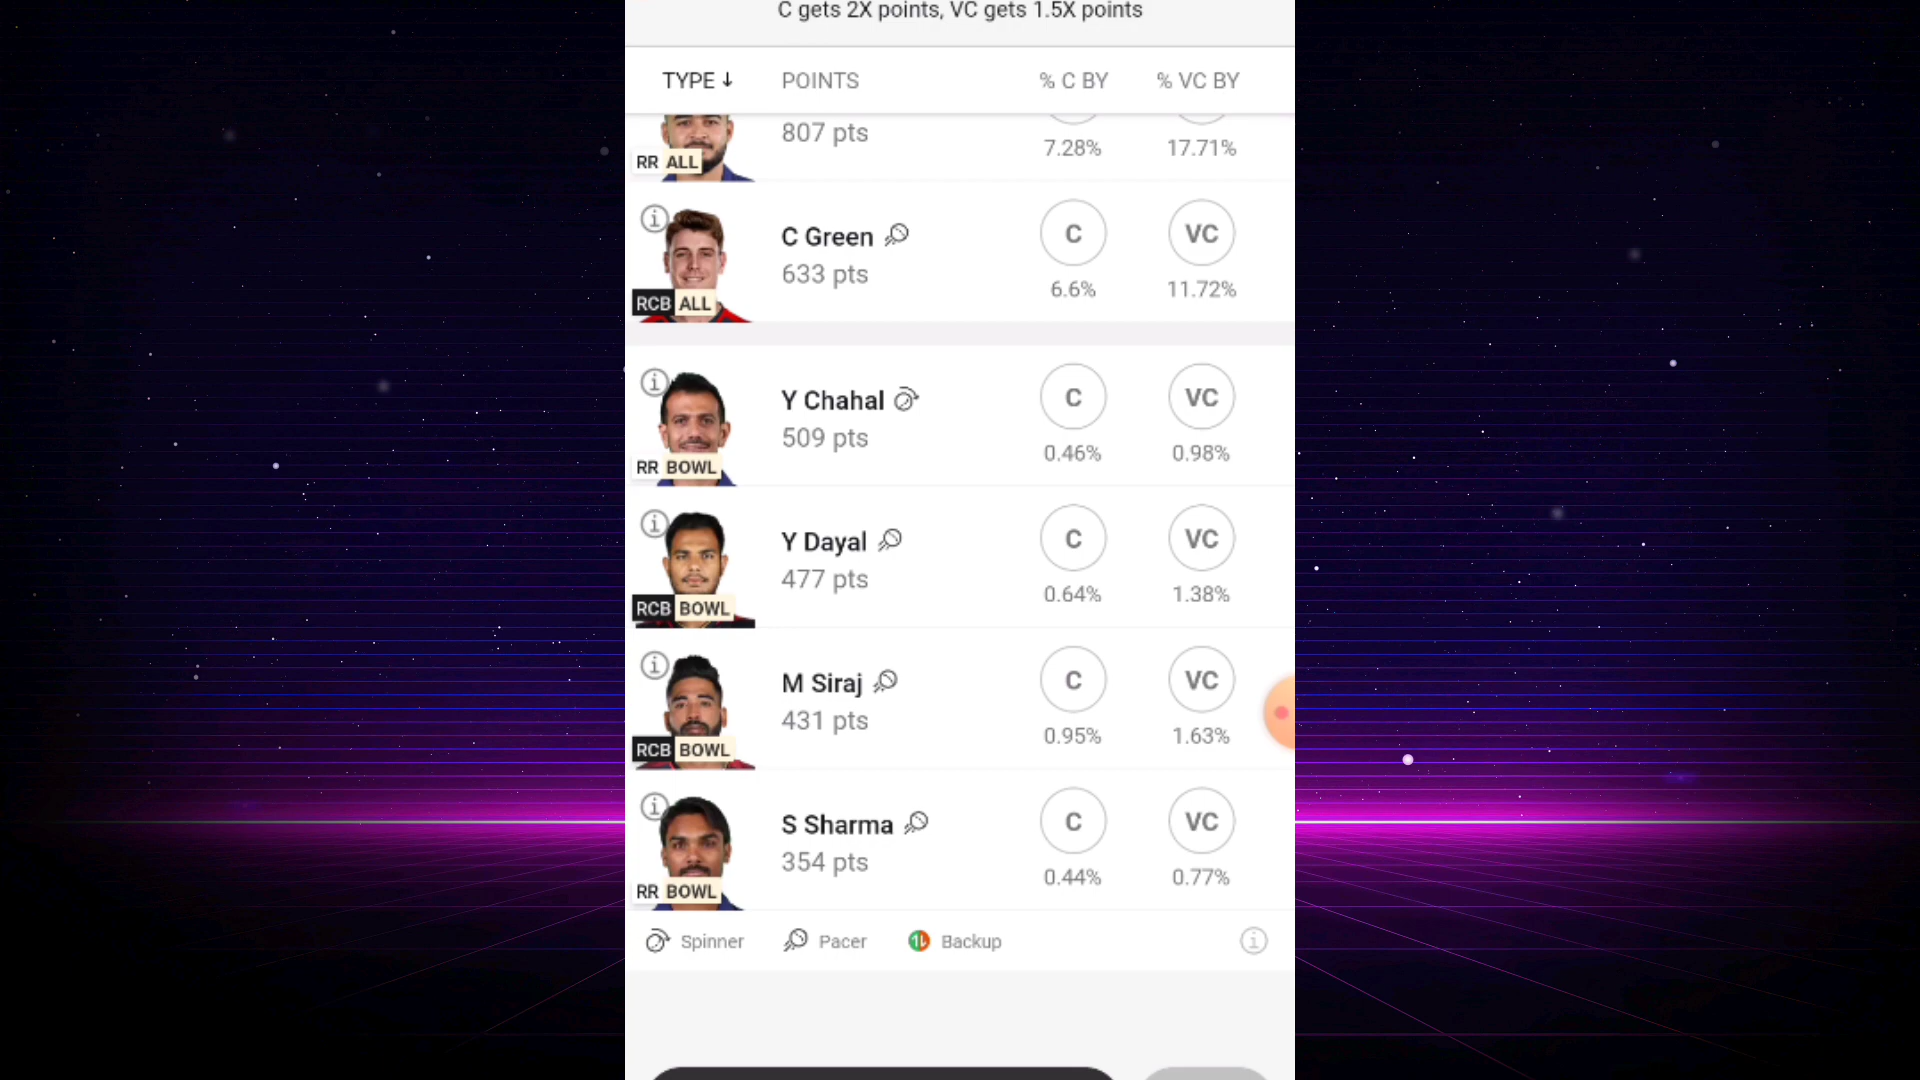 C gets 2X points, VC gets 1.5X points
TYPE ↓ POINTS % C BY % VC BY
807 pts 7.28% 17.71%
RR ALL
C Green C VC
633 pts 6.6% 11.72%
RCB ALL
Y Chahal C VC
509 pts 0.46% 0.98%
RR BOWL
Y Dayal C VC
477 pts 0.64% 1.38%
RCB BOWL
M Siraj C VC
431 pts 0.95% 1.63%
RCB BOWL
S Sharma C VC
354 pts 0.44% 0.77%
RR BOWL
Spinner Pacer Backup